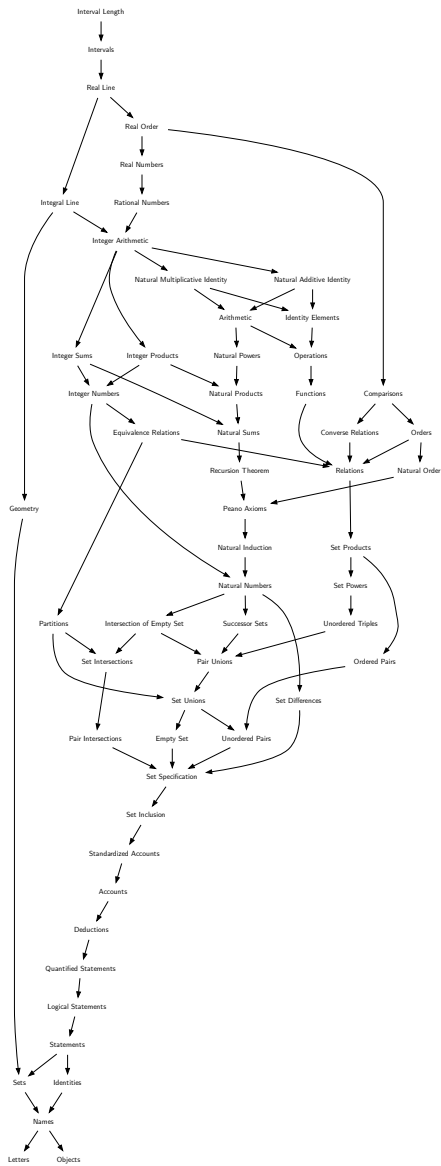 Interval Length
Intervals
Real Line
Real Order
Real Numbers
Integral Line
Rational Numbers
Integer Arithmetic
Natural Multiplicative Identity
Natural Additive Identity
Arithmetic
Identity Elements
Integer Sums
Integer Products
Natural Powers
Operations
Integer Numbers
Natural Products
Functions
Comparisons
Equivalence Relations
Natural Sums
Converse Relations
Orders
Recursion Theorem
Relations
Natural Order
Geometry
Peano Axioms
Natural Induction
Set Products
Natural Numbers
Set Powers
Partitions
Intersection of Empty Set
Successor Sets
Unordered Triples
Set Intersections
Pair Unions
Ordered Pairs
Set Unions
Set Differences
Pair Intersections
Empty Set
Unordered Pairs
Set Specification
Set Inclusion
Standardized Accounts
Accounts
Deductions
Quantified Statements
Logical Statements
Statements
Sets
Identities
Names
Letters
Objects